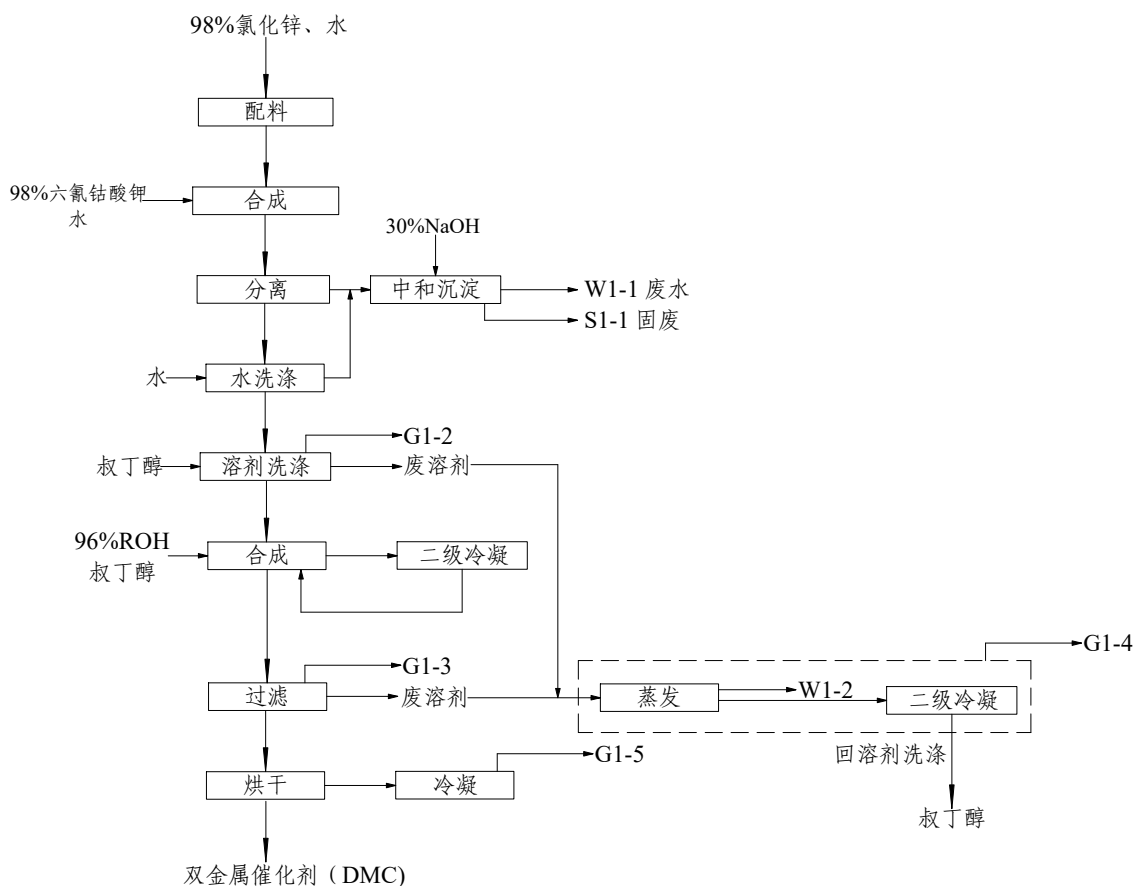 98%氯化锌、水
配料
98%六氰钴酸钾
水
合成
30%NaOH
分离
中和沉淀
W1-1 废水
S1-1 固废
水
水洗涤
G1-2
叔丁醇
溶剂洗涤
废溶剂
96%ROH
叔丁醇
合成
二级冷凝
G1-3
G1-4
过滤
废溶剂
蒸发
W1-2
二级冷凝
G1-5
回溶剂洗涤
烘干
冷凝
叔丁醇
双金属催化剂（DMC)